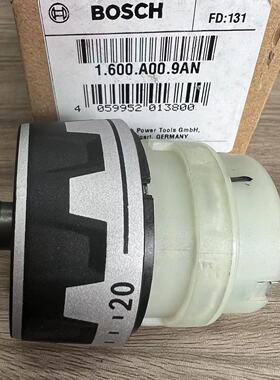 BOSCH
FD:131
1.600.A00.9AN
4 059952 013800
Power Tools GmbH,
GERMANY
20